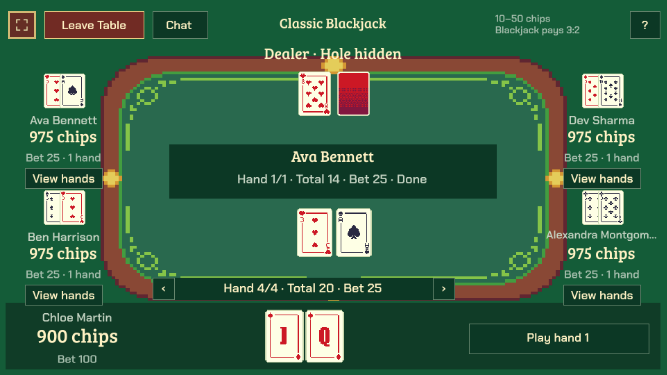 Leave Table
Chat
Classic Blackjack
10–50 chips
Blackjack pays 3:2
?
Dealer · Hole hidden
Ava Bennett
975 chips
Bet 25 · 1 hand
View hands
Dev Sharma
975 chips
Bet 25 · 1 hand
View hands
Ava Bennett
Hand 1/1 · Total 14 · Bet 25 · Done
Ben Harrison
975 chips
Bet 25 · 1 hand
View hands
Alexandra Montgom...
975 chips
Bet 25 · 1 hand
View hands
‹
Hand 4/4 · Total 20 · Bet 25
›
Chloe Martin
900 chips
Bet 100
J
Q
Play hand 1